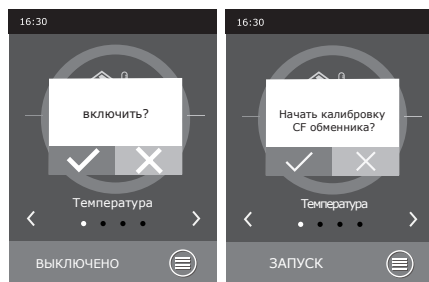 16:30
включить?
Температура
ВЫКЛЮЧЕНО
16:30
Начать калибровку
CF обменника?
Температура
ЗАПУСК